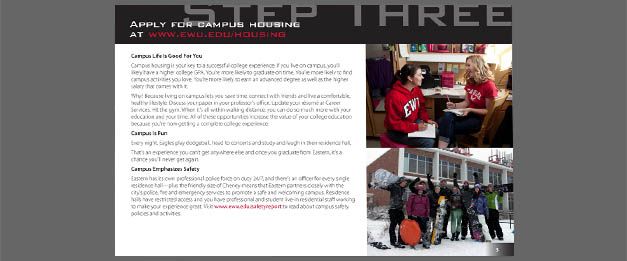 STEP THREE
APPLY FOR CAMPUS HOUSING
AT WWW.EWU.EDU/HOUSING
Campus Life Is Good For You
Campus housing is your key to a successful college experience. If you live on campus, you'll
likely have a higher college GPA. You're more likely to graduate on time. You're more likely to find
campus activities you love. You're more likely to earn an advanced degree as well as the higher
salary that comes with it.
Why? Because living on campus lets you save time, connect with friends and live a comfortable,
healthy lifestyle. Discuss your paper in your professor's office. Update your résumé at Career
Services. Hit the gym. When it's all within walking distance, you can do so much more with your
education and your time. All of these opportunities increase the value of your college education
because you're now getting a complete college experience.
Campus Is Fun
Every night, Eagles play dodgeball, head to concerts and study and laugh in their residence hall.
That's an experience you can't get anywhere else and once you graduate from Eastern, it's a
chance you'll never get again.
Campus Emphasizes Safety
Eastern has its own professional police force on duty 24/7, and there's an officer for every single
residence hall—plus the friendly size of Cheney means that Eastern partners closely with the
city's police, fire and emergency services to promote a safe and welcoming campus. Residence
halls have restricted access and you have professional and student live-in residential staff working
to make your experience great. Visit www.ewu.edu/safetyreport to read about campus safety
policies and activities.
EWU